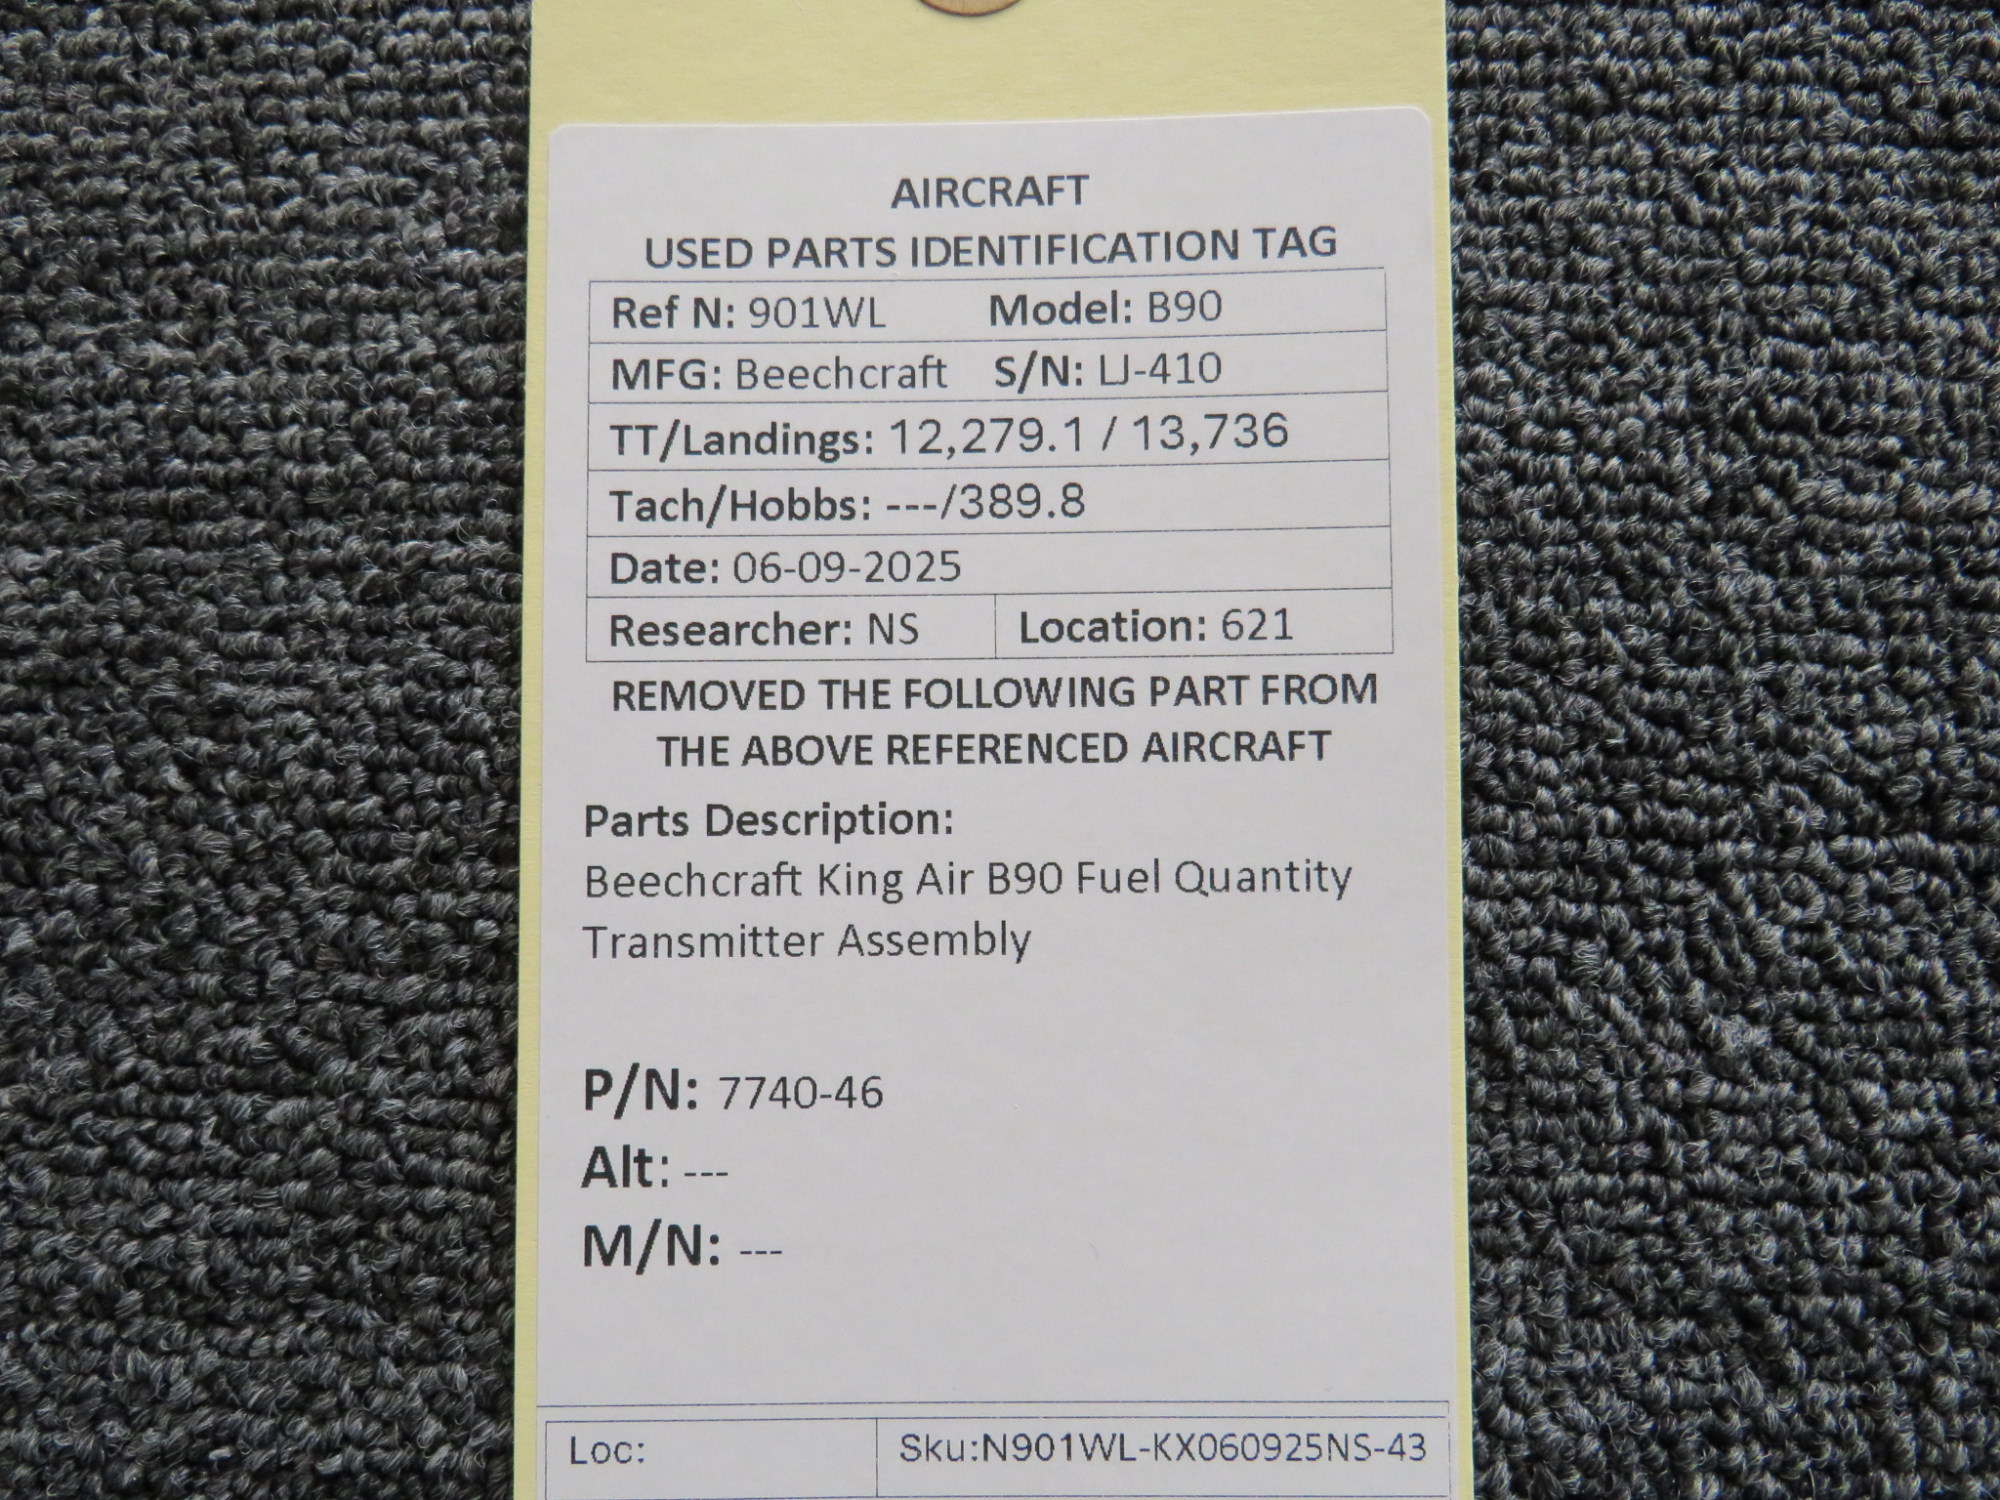 AIRCRAFT
USED PARTS IDENTIFICATION TAG
Ref N: 901WL Model: B90
MFG: Beechcraft S/N: LJ-410
TT/Landings: 12,279.1 / 13,736
Tach/Hobbs: ---/389.8
Date: 06-09-2025
Researcher: NS Location: 621
REMOVED THE FOLLOWING PART FROM
THE ABOVE REFERENCED AIRCRAFT
Parts Description:
Beechcraft King Air B90 Fuel Quantity
Transmitter Assembly
P/N: 7740-46
Alt: ---
M/N: ---
Loc: Sku:N901WL-KX060925NS-43